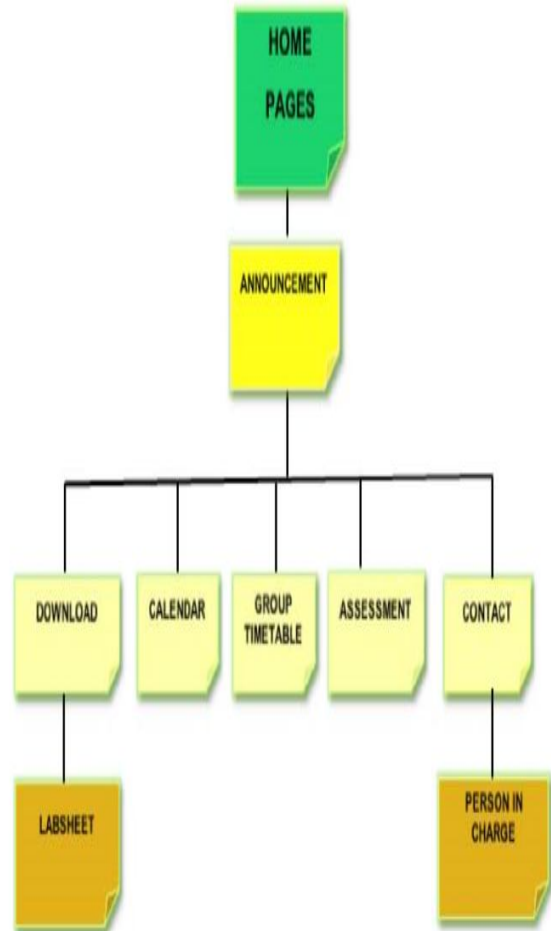 HOME
PAGES
ANNOUNCEMENT
DOWNLOAD
CALENDAR
GROUP
TIMETABLE
ASSESSMENT
CONTACT
LABSHEET
PERSON IN
CHARGE